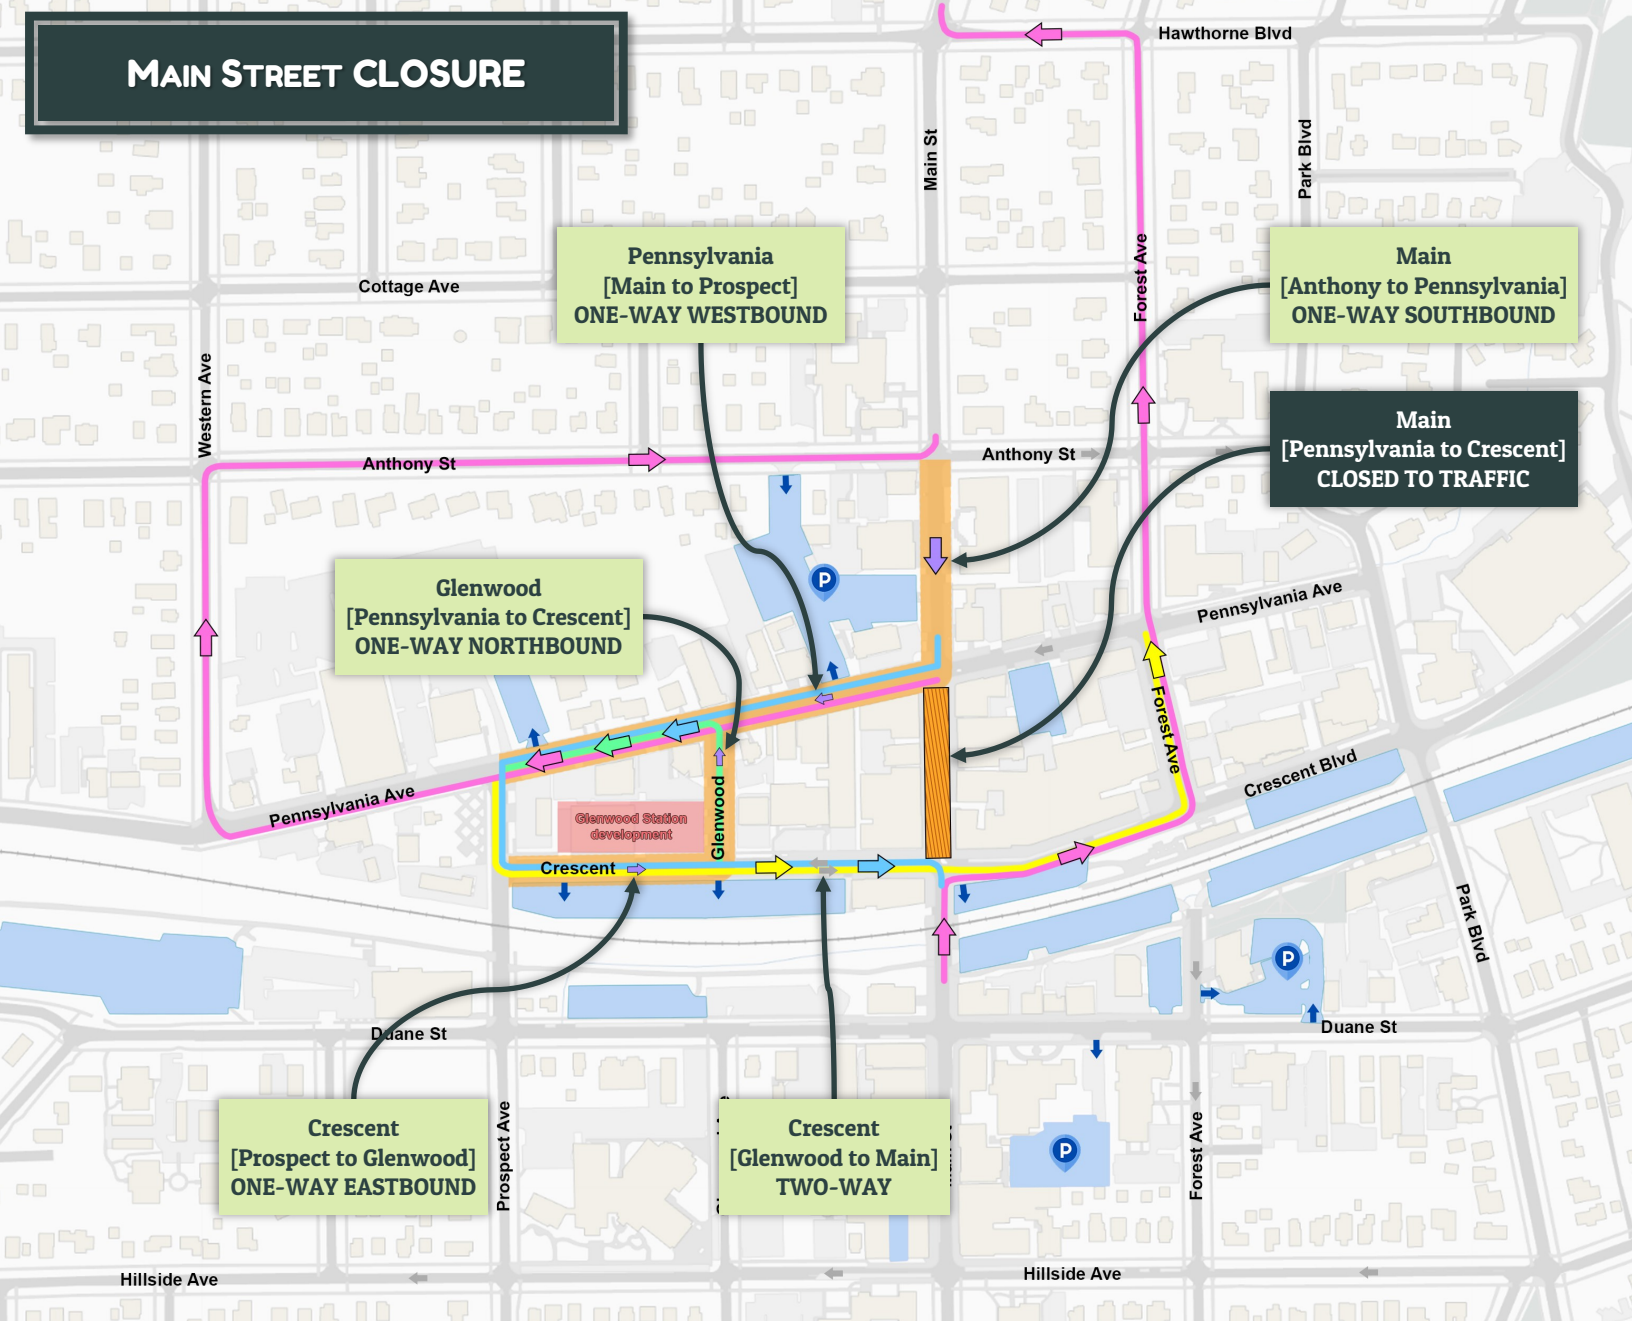 MAIN STREET CLOSURE
Hawthorne Blvd
Main St
Park Blvd
Pennsylvania
[Main to Prospect]
ONE-WAY WESTBOUND
Main
[Anthony to Pennsylvania]
ONE-WAY SOUTHBOUND
Forest Ave
Cottage Ave
Western Ave
Main
[Pennsylvania to Crescent]
CLOSED TO TRAFFIC
Anthony St
Anthony St
P
Glenwood
[Pennsylvania to Crescent]
ONE-WAY NORTHBOUND
Pennsylvania Ave
Forest Ave
Crescent Blvd
Pennsylvania Ave
Glenwood Station
development
Glenwood
Crescent
Park Blvd
P
Duane St
Duane St
Prospect Ave
Crescent
[Prospect to Glenwood]
ONE-WAY EASTBOUND
Crescent
[Glenwood to Main]
TWO-WAY
P
Forest Ave
Hillside Ave
Hillside Ave